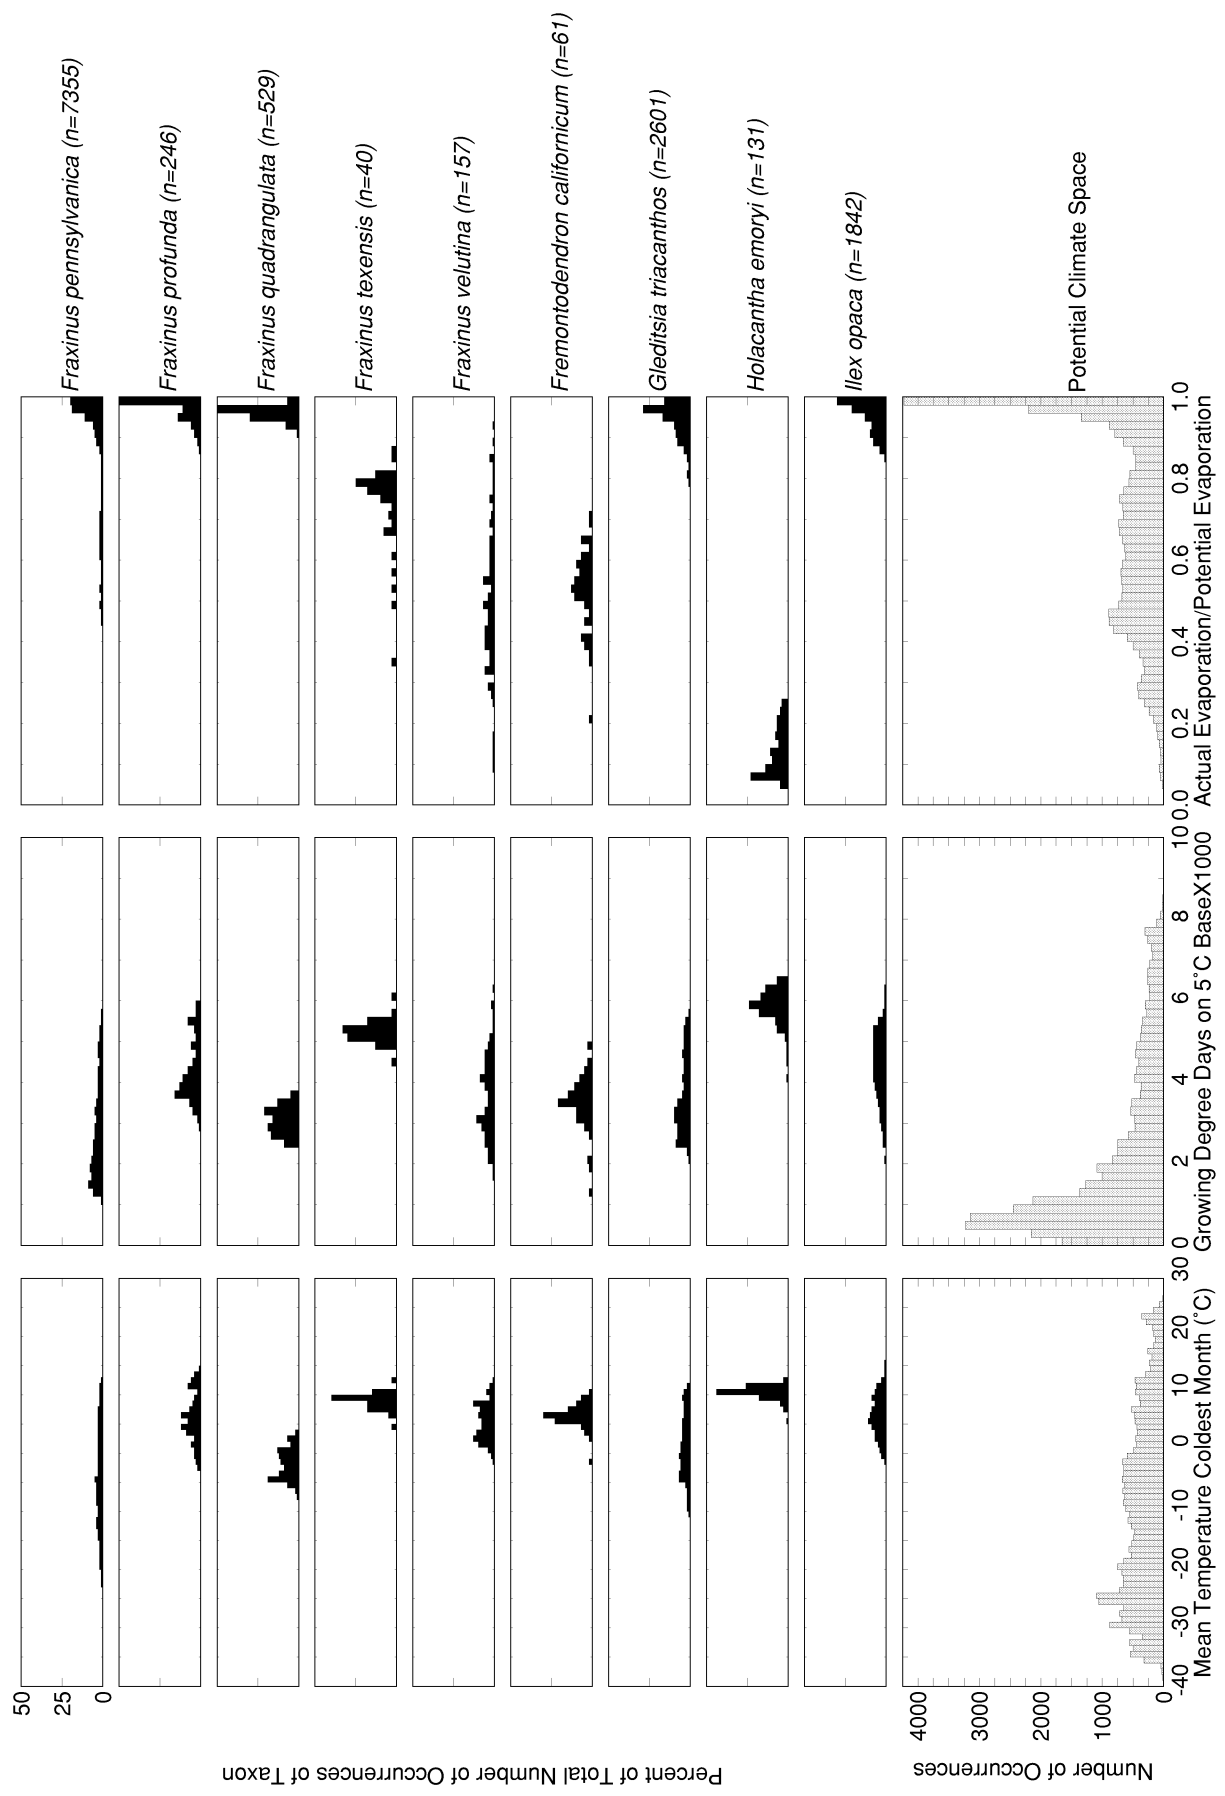 Percent of Total Number of Occurrences of Taxon
50
25
0
Fraxinus pennsylvanica (n=7355)
Fraxinus profunda (n=246)
Fraxinus quadrangulata (n=529)
Fraxinus texensis (n=40)
Fraxinus velutina (n=157)
Fremontodendron californicum (n=61)
Gleditsia triacanthos (n=2601)
Holacantha emoryi (n=131)
Ilex opaca (n=1842)
Potential Climate Space
Number of Occurrences
4000
3000
2000
1000
0
-40 -30 -20 -10 0 10 20 30
Mean Temperature Coldest Month (˚C)
0 2 4 6 8 10
Growing Degree Days on 5˚C BaseX1000
0.0 0.2 0.4 0.6 0.8 1.0
Actual Evaporation/Potential Evaporation